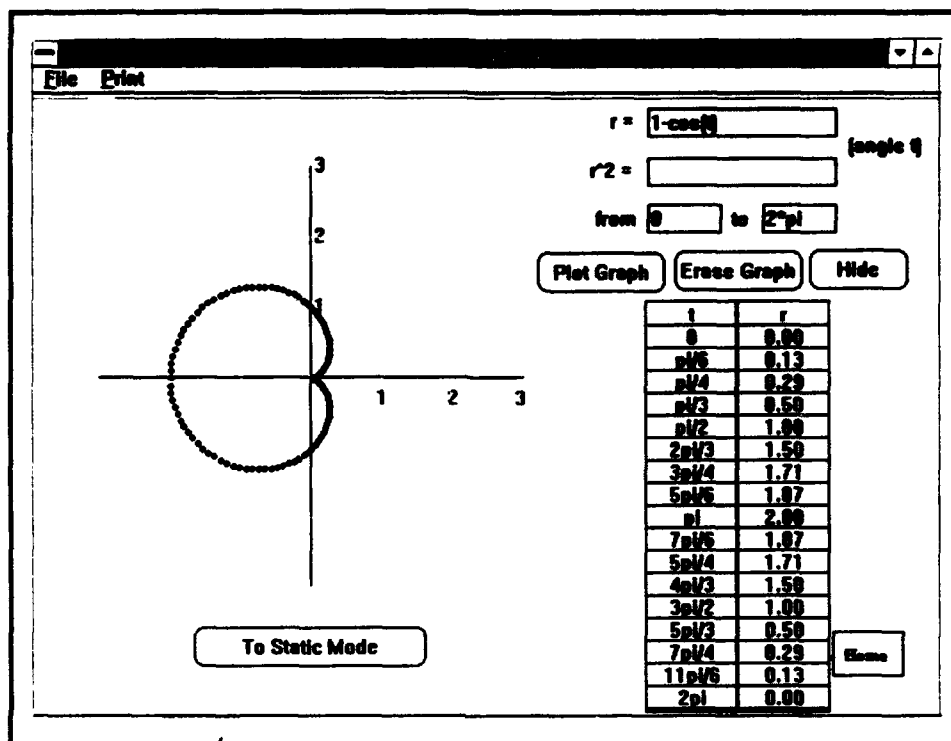 File Print
r = 1-cos(t)
(angle t)
r^2 =
from 0 to 2*pi
Plot Graph Erase Graph Hide
3
2
1
1 2 3
t r
0 0.00
pi/6 0.13
pi/4 0.29
pi/3 0.50
pi/2 1.00
2pi/3 1.50
3pi/4 1.71
5pi/6 1.87
pi 2.00
7pi/6 1.87
5pi/4 1.71
4pi/3 1.50
3pi/2 1.00
5pi/3 0.50
7pi/4 0.29
11pi/6 0.13
2pi 0.00
To Static Mode
Home